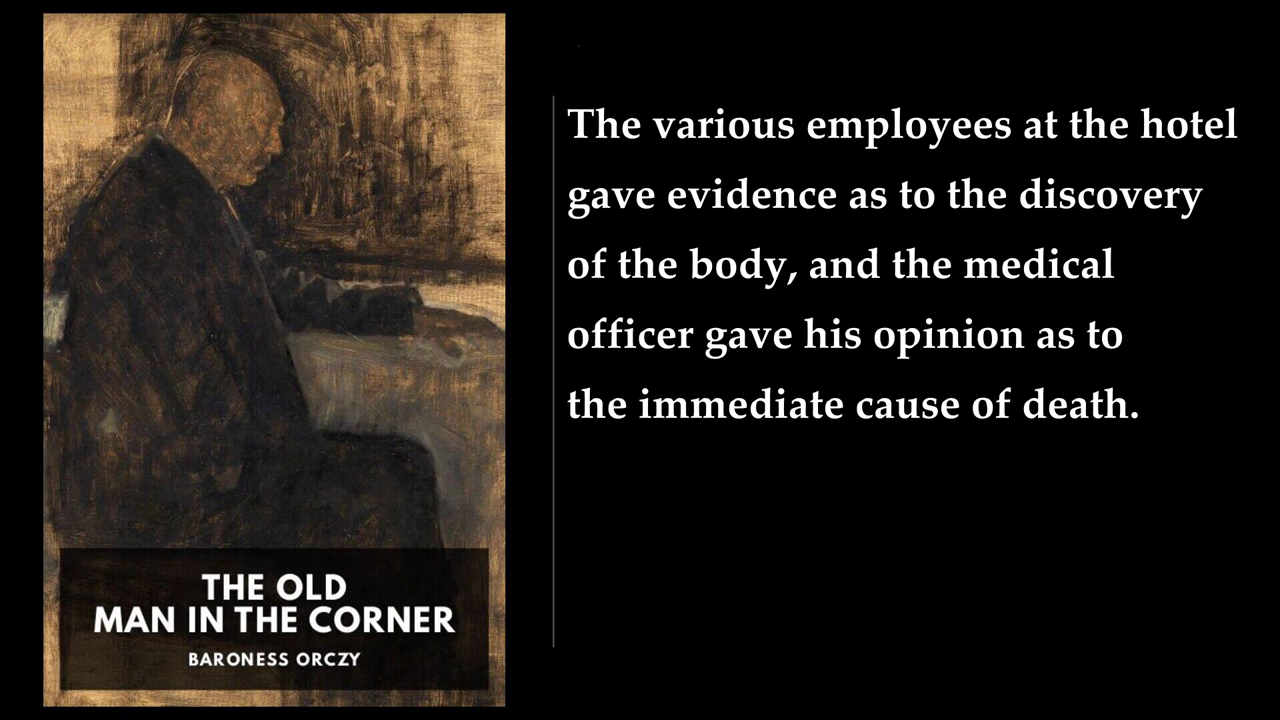 The various employees at the hotel
gave evidence as to the discovery
of the body, and the medical
officer gave his opinion as to
the immediate cause of death.
THE OLD
MAN IN THE CORNER
BARONESS ORCZY